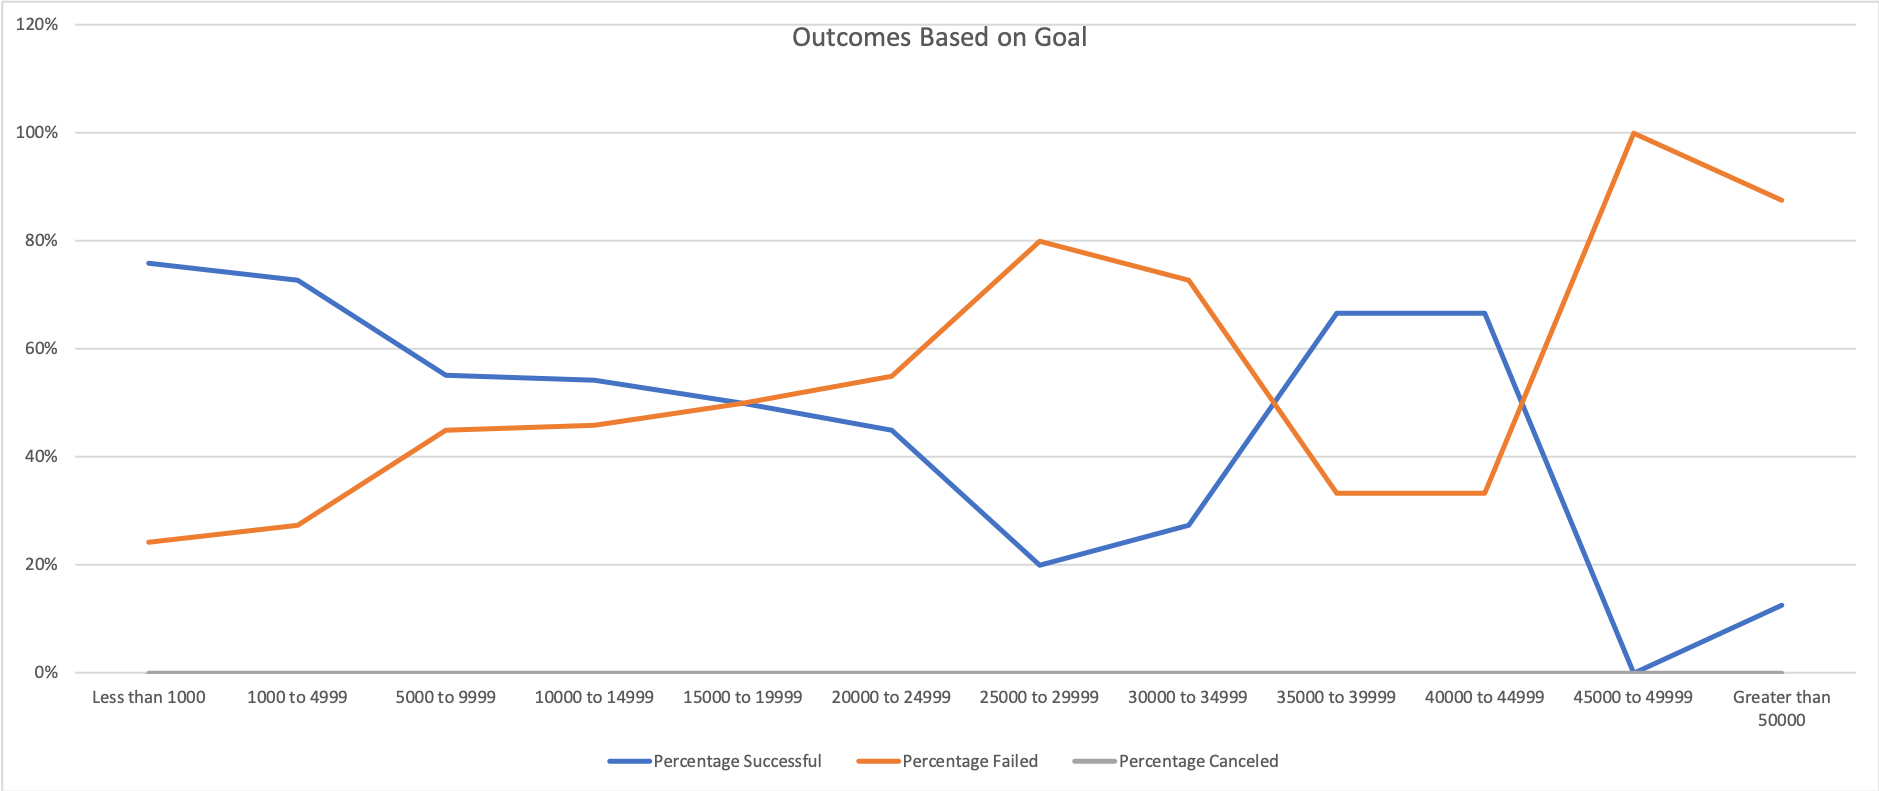 Outcomes Based on Goal
120%
100%
80%
60%
40%
20%
0%
Less than 1000
1000 to 4999
5000 to 9999
10000 to 14999
15000 to 19999
20000 to 24999
25000 to 29999
30000 to 34999
35000 to 39999
40000 to 44999
45000 to 49999
Greater than
50000
Percentage Successful
Percentage Failed
Percentage Canceled